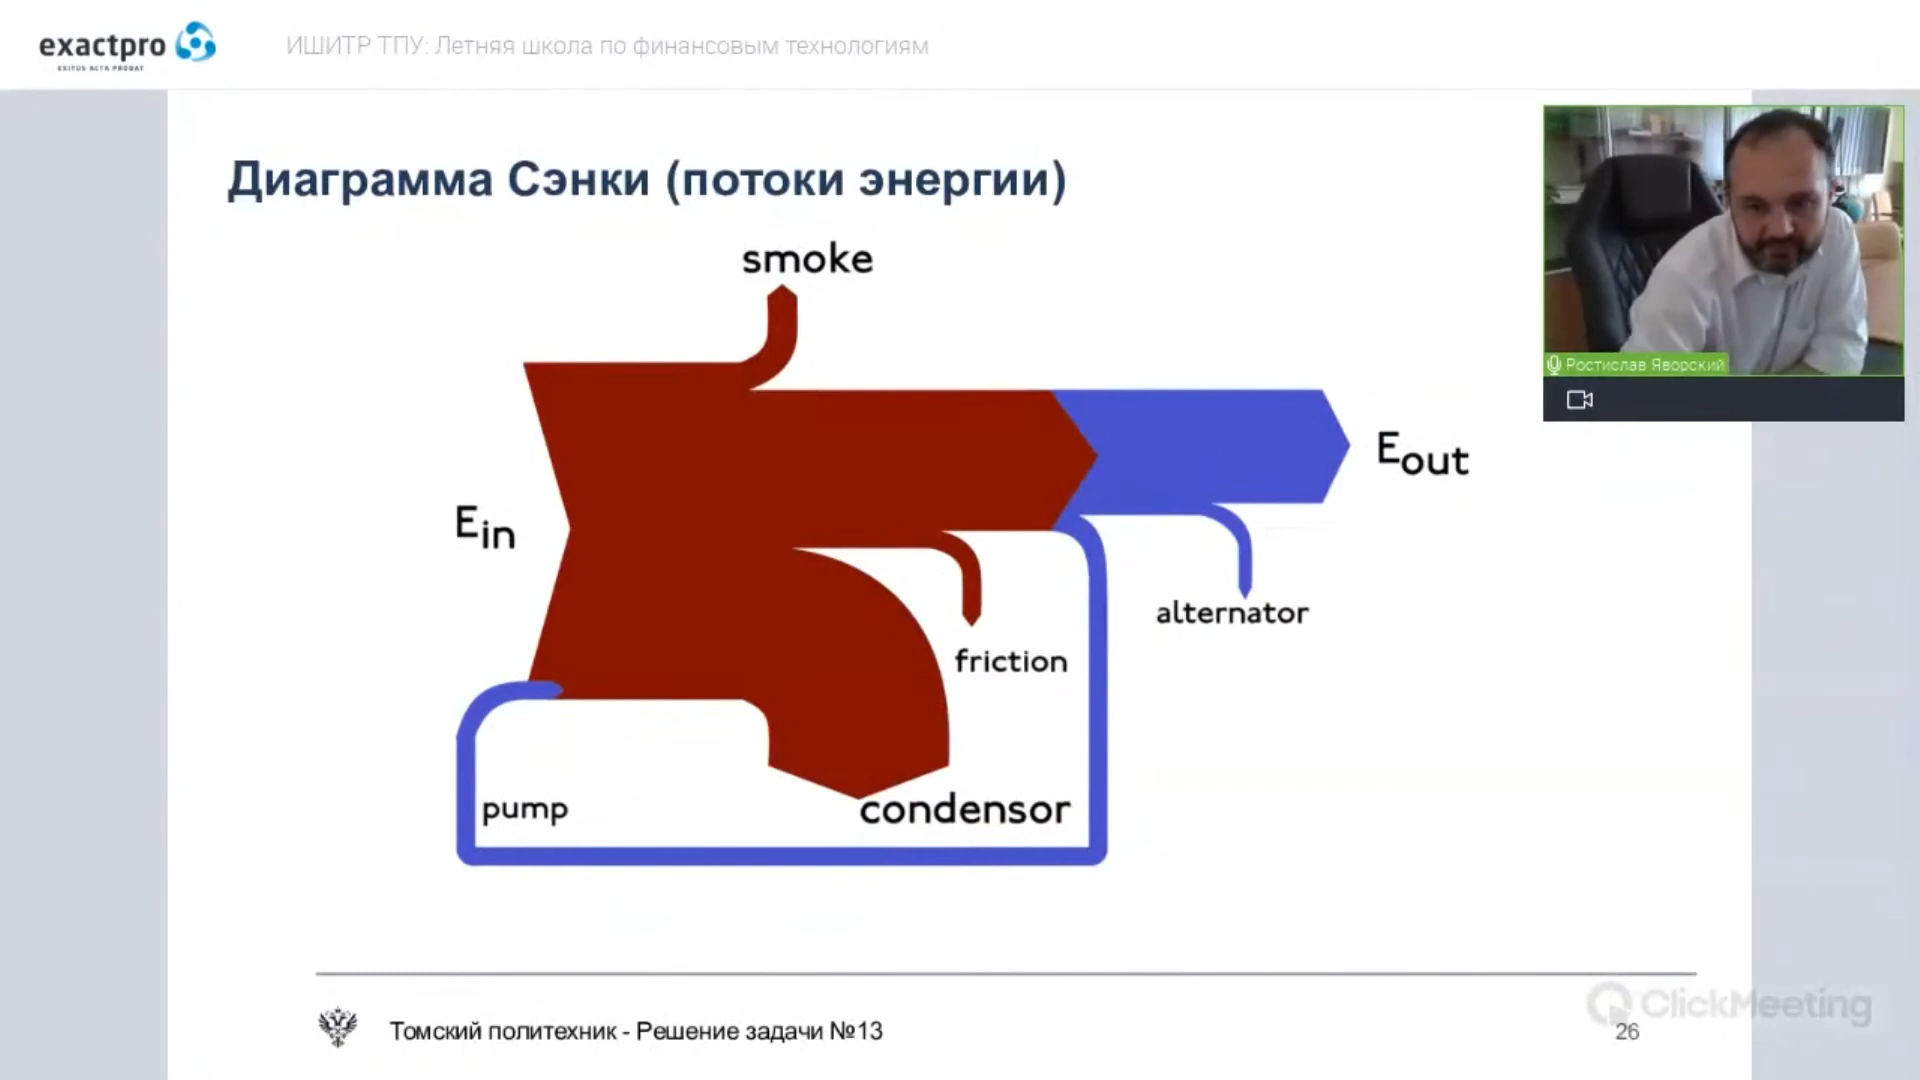 exactpro
EXITUS ACTA PROBAT
ИШИТР ТПУ: Летняя школа по финансовым технологиям
Диаграмма Сэнки (потоки энергии)
smoke
Ростислав Яворский
Eout
Ein
alternator
friction
pump
condensor
ClickMeeting
Томский политехник - Решение задачи №13
26